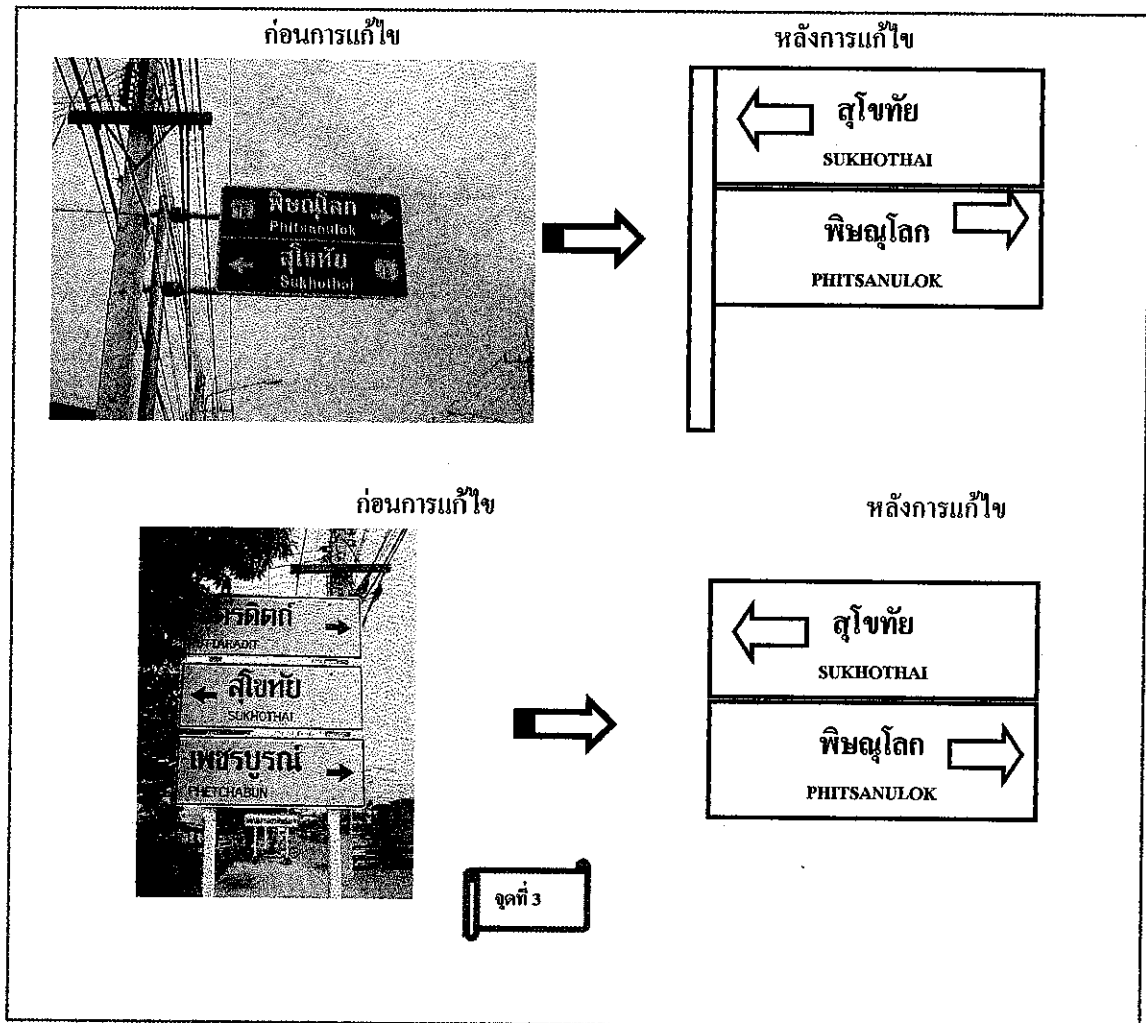 ก่อนการแก้ไข
หลังการแก้ไข
พิษณุโลก
Phitsanulok
สุโขทัย
Sukhothai
สุโขทัย
SUKHOTHAI
พิษณุโลก
PHITSANULOK
ก่อนการแก้ไข
หลังการแก้ไข
รดิตถ์
TARADIT
สุโขทัย
SUKHOTHAI
เพชรบูรณ์
PHETCHABUN
สุโขทัย
SUKHOTHAI
พิษณุโลก
PHITSANULOK
จุดที่ 3